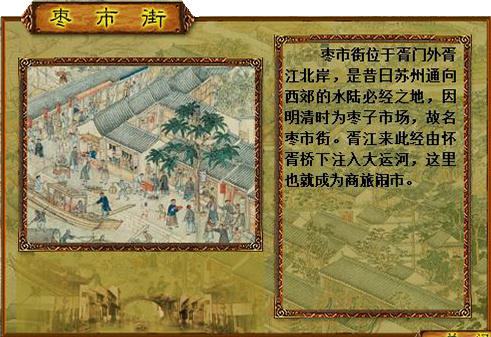 枣市街
枣市街位于胥门外胥
江北岸，是昔日苏州通向
西郊的水陆必经之地，因
明清时为枣子市场，故名
枣市街。胥江来此经由怀
胥桥下注入大运河，这里
也就成为商旅闹市。